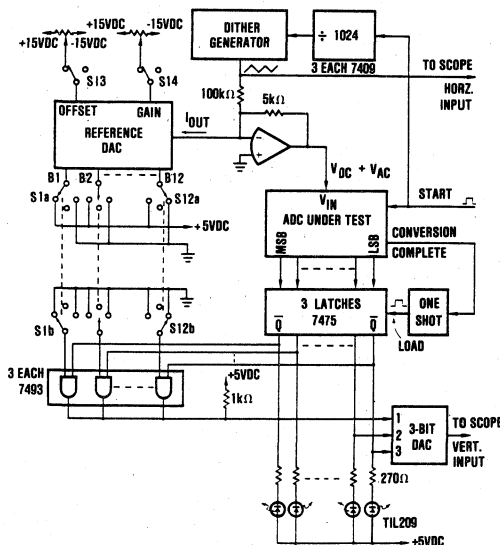 +15VDC
-15VDC
+15VDC
-15VDC
S13
S14
OFFSET
GAIN
REFERENCE
DAC
B1
B2
B12
S1a
S12a
+5VDC
DITHER
GENERATOR
÷ 1024
3 EACH 7409
TO SCOPE
HORZ.
INPUT
100kΩ
5kΩ
IOUT
-
+
VDC + VAC
VIN
ADC UNDER TEST
MSB
LSB
START
CONVERSION
COMPLETE
3 LATCHES
7475
Q
Q
ONE
SHOT
LOAD
S1b
S12b
3 EACH
7493
+5VDC
1kΩ
1
2
3
3-BIT
DAC
TO SCOPE
VERT.
INPUT
270Ω
TIL209
+5VDC